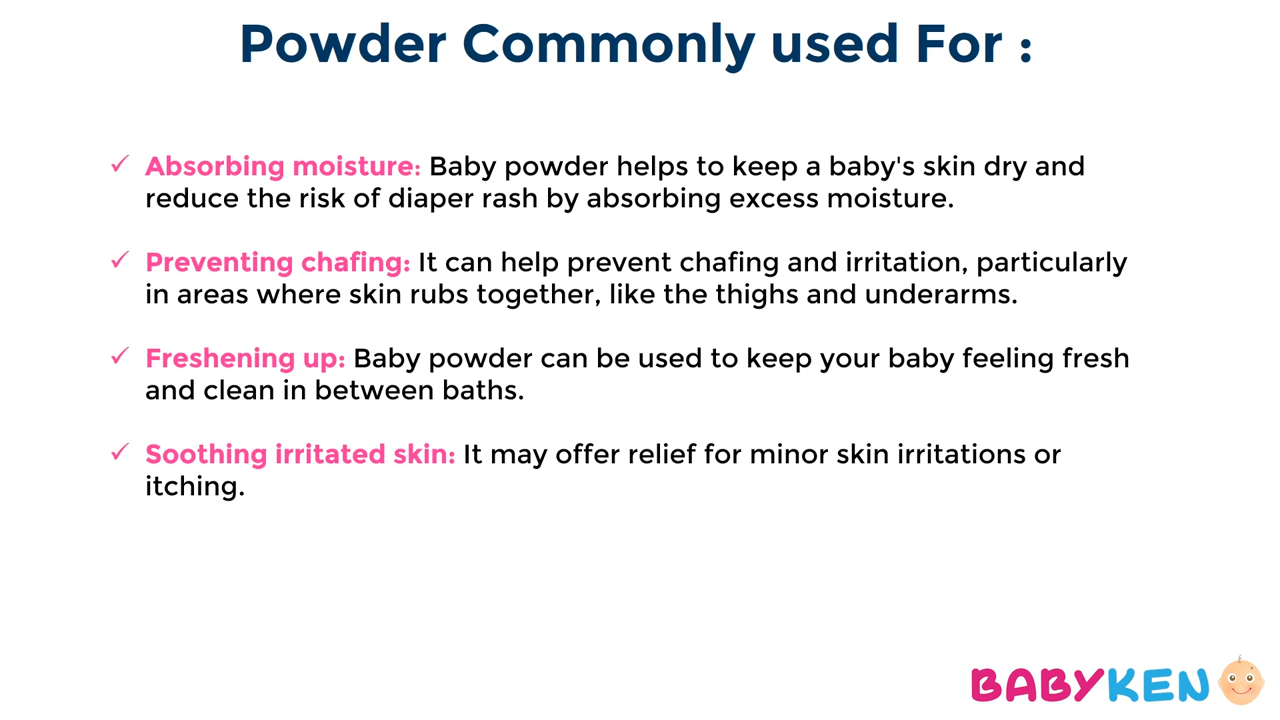 Powder Commonly used For :
✓ Absorbing moisture: Baby powder helps to keep a baby's skin dry and
reduce the risk of diaper rash by absorbing excess moisture.
✓ Preventing chafing: It can help prevent chafing and irritation, particularly
in areas where skin rubs together, like the thighs and underarms.
✓ Freshening up: Baby powder can be used to keep your baby feeling fresh
and clean in between baths.
✓ Soothing irritated skin: It may offer relief for minor skin irritations or
itching.
BABYKEN